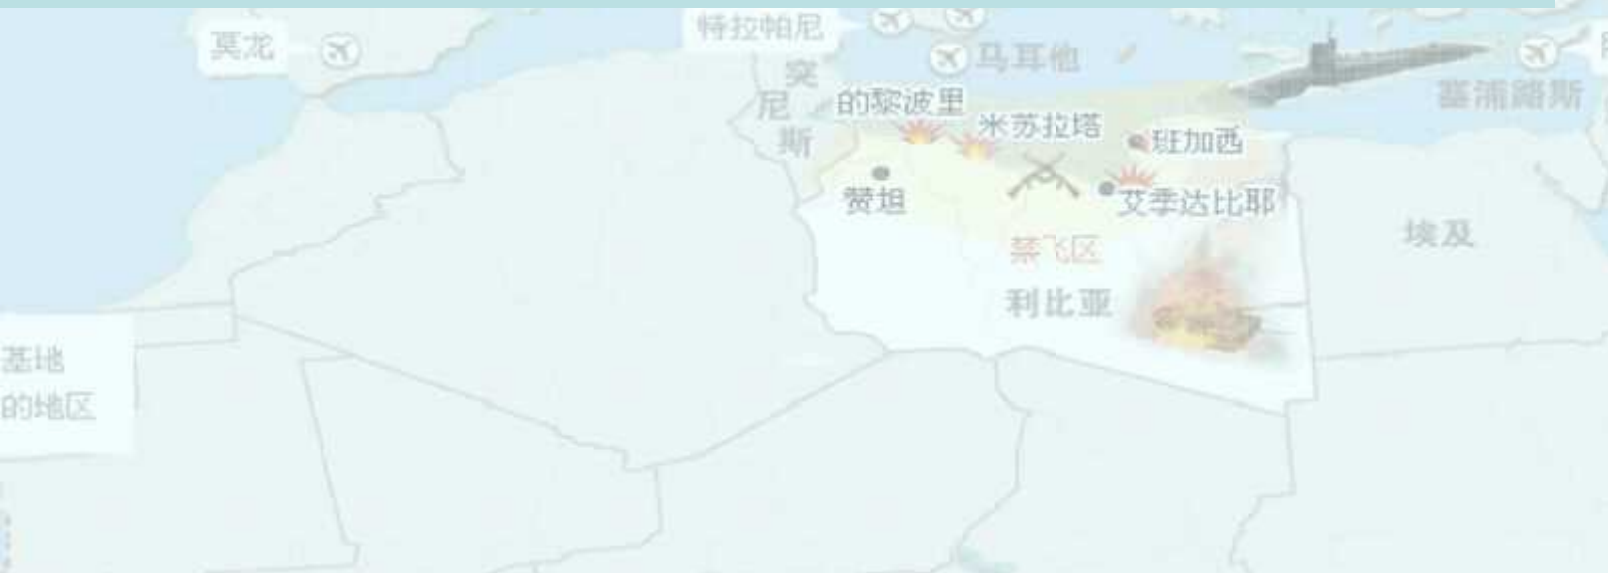 特拉帕尼
莫龙
马耳他
突
尼
斯
塞浦路斯
的黎波里
米苏拉塔
班加西
赞坦
艾季达比耶
埃及
禁飞区
利比亚
基地
的地区